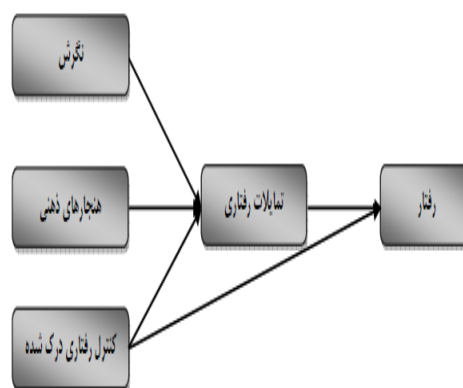 نگرش
هنجارهای ذهنی
تمایلات رفتاری
رفتار
کنترل رفتاری درک شده